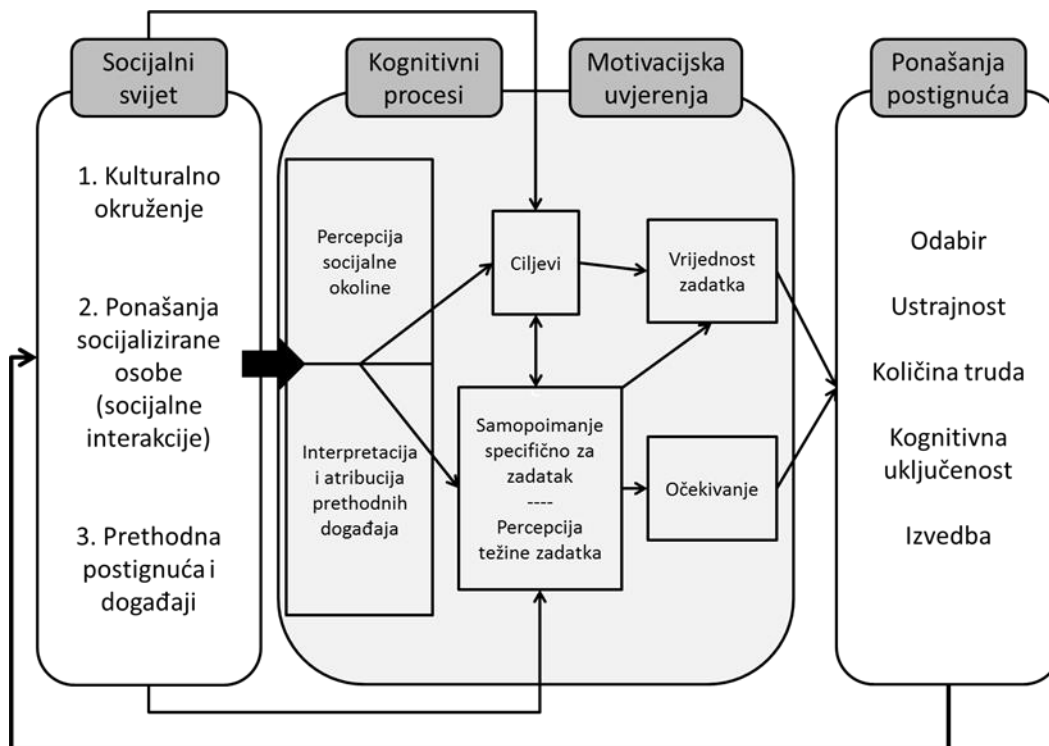 Socijalni
svijet
Kognitivni
procesi
Motivacijska
uvjerenja
Ponašanja
postignuća
1. Kulturalno
okruženje
2. Ponašanja
socijalizirane
osobe
(socijalne
interakcije)
3. Prethodna
postignuća i
događaji
Percepcija
socijalne
okoline
Interpretacija
i atribucija
prethodnih
događaja
Ciljevi
Samopoimanje
specifično za
zadatak
----
Percepcija
težine zadatka
Vrijednost
zadatka
Očekivanje
Odabir
Ustrajnost
Količina truda
Kognitivna
uključenost
Izvedba